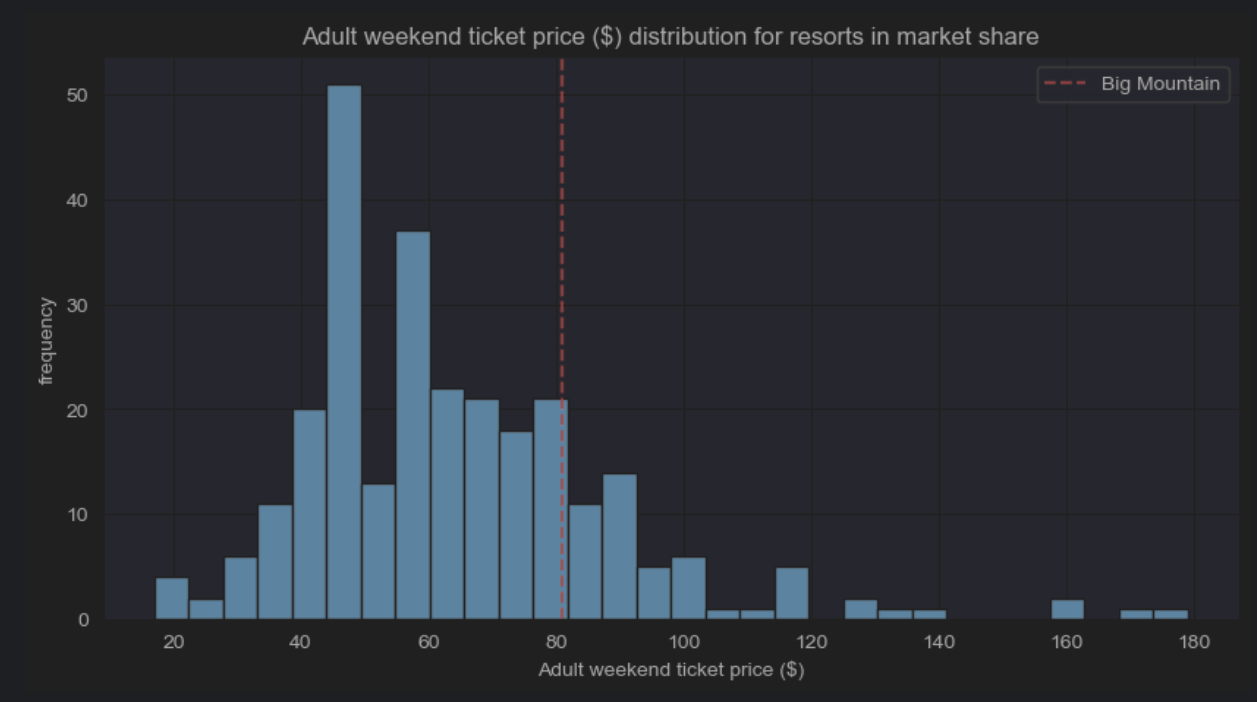 Adult weekend ticket price ($) distribution for resorts in market share
Big Mountain
frequency
50
40
30
20
10
0
20 40 60 80 100 120 140 160 180
Adult weekend ticket price ($)